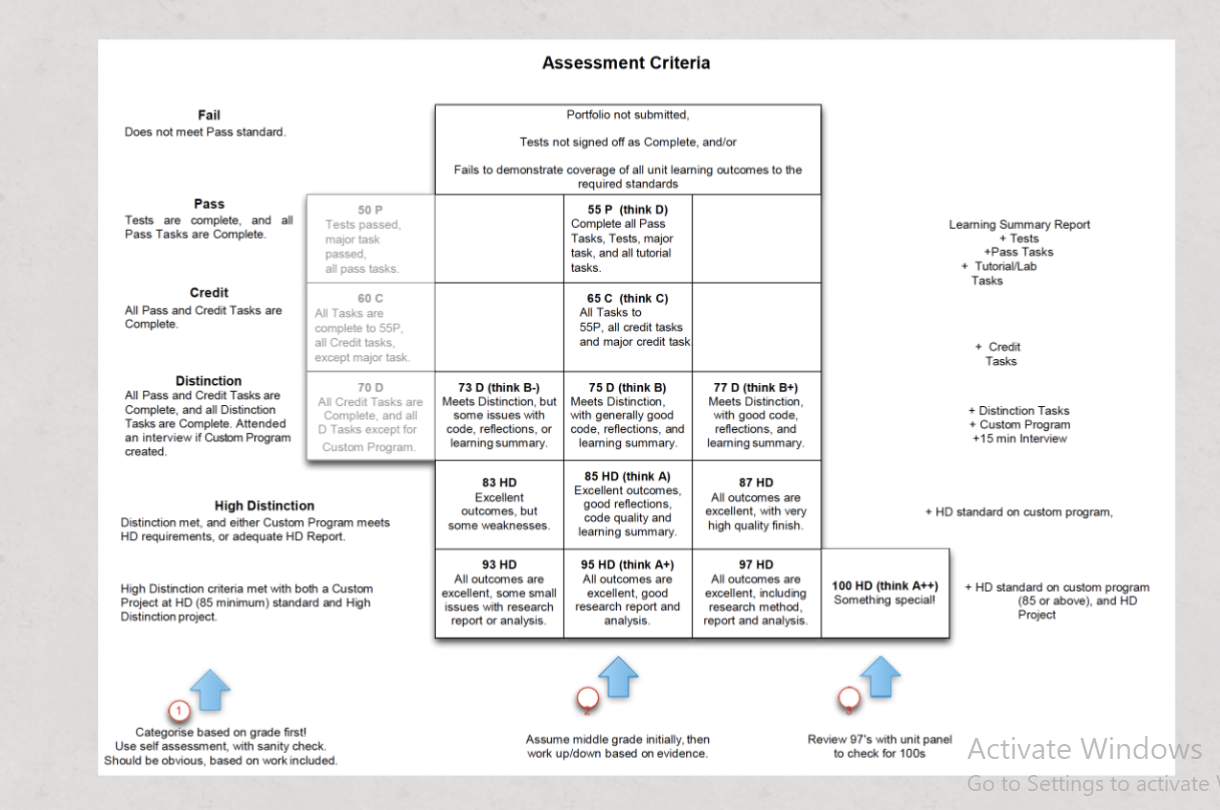 Assessment Criteria
Fail
Does not meet Pass standard.
Portfolio not submitted,
Tests not signed off as Complete, and/or
Fails to demonstrate coverage of all unit learning outcomes to the
required standards
Pass
Tests are complete, and all
Pass Tasks are Complete.
50 P
Tests passed,
major task
passed,
all pass tasks.
55 P (think D)
Complete all Pass
Tasks, Tests, major
task, and all tutorial
tasks.
Learning Summary Report
+ Tests
+Pass Tasks
+ Tutorial/Lab
Tasks
Credit
All Pass and Credit Tasks are
Complete.
60 C
All Tasks are
complete to 55P,
all Credit tasks,
except major task.
65 C (think C)
All Tasks to
55P, all credit tasks
and major credit task
+ Credit
Tasks
Distinction
All Pass and Credit Tasks are
Complete, and all Distinction
Tasks are Complete. Attended
an interview if Custom Program
created.
70 D
All Credit Tasks are
Complete, and all
D Tasks except for
Custom Program.
73 D (think B-)
Meets Distinction, but
some issues with
code, reflections, or
learning summary.
75 D (think B)
Meets Distinction,
with generally good
code, reflections, and
learning summary.
77 D (think B+)
Meets Distinction,
with good code,
reflections, and
learning summary.
+ Distinction Tasks
+ Custom Program
+15 min Interview
High Distinction
Distinction met, and either Custom Program meets
HD requirements, or adequate HD Report.
83 HD
Excellent
outcomes, but
some weaknesses.
85 HD (think A)
Excellent outcomes,
good reflections,
code quality and
learning summary.
87 HD
All outcomes are
excellent, with very
high quality finish.
+ HD standard on custom program,
High Distinction criteria met with both a Custom
Project at HD (85 minimum) standard and High
Distinction project.
93 HD
All outcomes are
excellent, some small
issues with research
report or analysis.
95 HD (think A+)
All outcomes are
excellent, good
research report and
analysis.
97 HD
All outcomes are
excellent, including
research method,
report and analysis.
100 HD (think A++)
Something special!
+ HD standard on custom program
(85 or above), and HD
Project
1
Categorise based on grade first!
Use self assessment, with sanity check.
Should be obvious, based on work included.
2
Assume middle grade initially, then
work up/down based on evidence.
3
Review 97's with unit panel
to check for 100s
Activate Windows
Go to Settings to activate